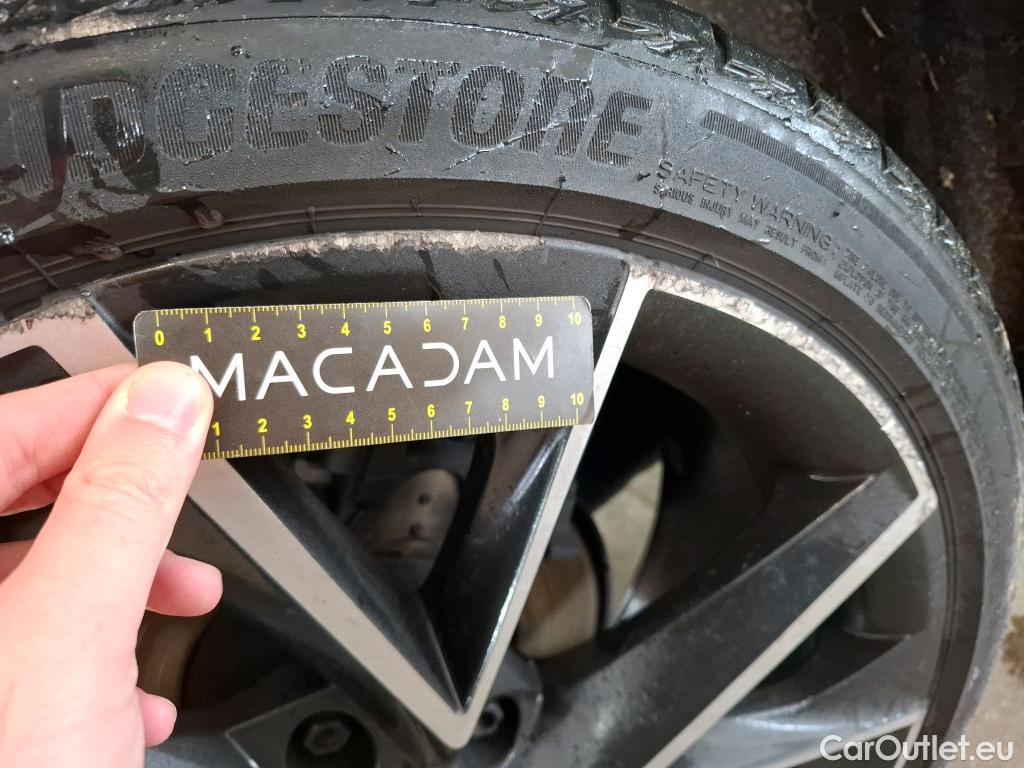 BRIDGESTONE
SAFETY WARNING :
SERIOUS INJURY MAY RESULT FROM :
0 1 2 3 4 5 6 7 8 9 10
MACADAM
1 2 3 4 5 6 7 8 9 10
CarOutlet.eu